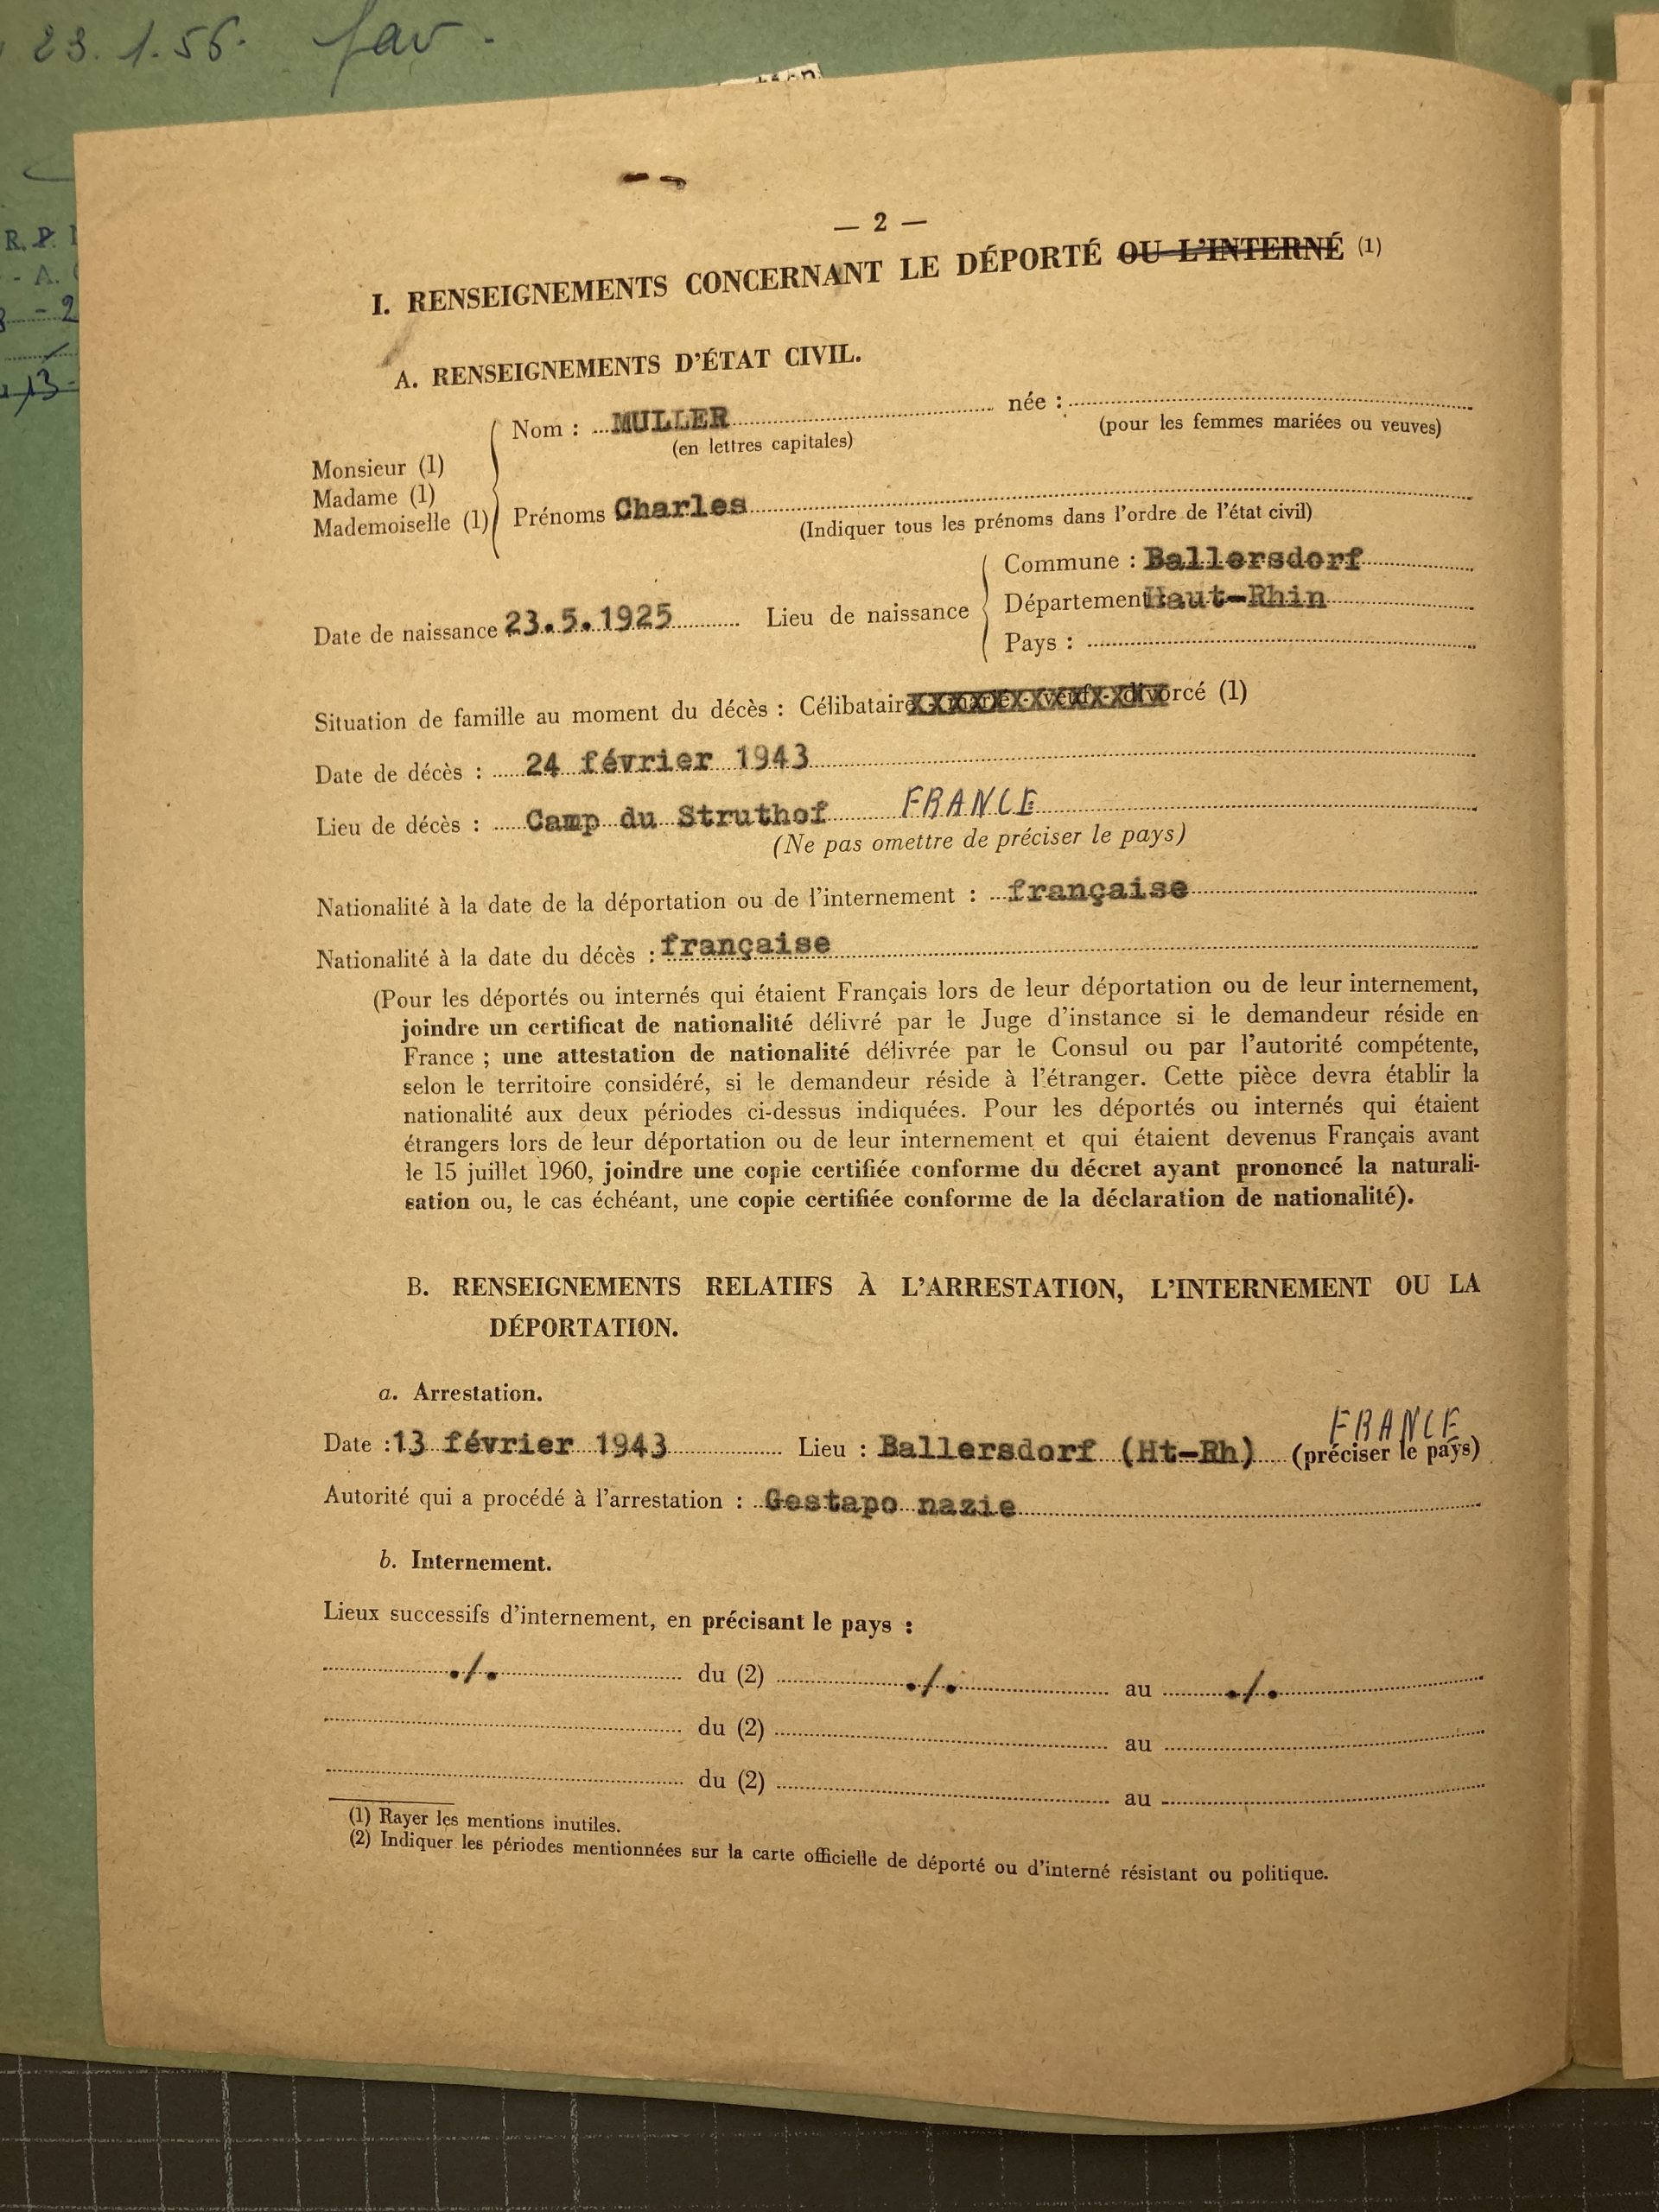 23.1.56. fav.
R.P.
- A.
- 2
13-
— 2 —
I. RENSEIGNEMENTS CONCERNANT LE DÉPORTÉ OU L'INTERNÉ (1)
A. RENSEIGNEMENTS D'ÉTAT CIVIL.
Nom : MULLER née :
(en lettres capitales) (pour les femmes mariées ou veuves)
Monsieur (1)
Madame (1)
Mademoiselle (1)
Prénoms Charles
(Indiquer tous les prénoms dans l'ordre de l'état civil)
Date de naissance 23.5.1925 Lieu de naissance
Commune : Ballersdorf
Département Haut-Rhin
Pays :
Situation de famille au moment du décès : Célibataire - marié - veuf - divorcé (1)
Date de décès : 24 février 1943
Lieu de décès : Camp du Struthof FRANCE
(Ne pas omettre de préciser le pays)
Nationalité à la date de la déportation ou de l'internement : française
Nationalité à la date du décès : française
(Pour les déportés ou internés qui étaient Français lors de leur déportation ou de leur internement,
joindre un certificat de nationalité délivré par le Juge d'instance si le demandeur réside en
France ; une attestation de nationalité délivrée par le Consul ou par l'autorité compétente,
selon le territoire considéré, si le demandeur réside à l'étranger. Cette pièce devra établir la
nationalité aux deux périodes ci-dessus indiquées. Pour les déportés ou internés qui étaient
étrangers lors de leur déportation ou de leur internement et qui étaient devenus Français avant
le 15 juillet 1960, joindre une copie certifiée conforme du décret ayant prononcé la naturali-
sation ou, le cas échéant, une copie certifiée conforme de la déclaration de nationalité).
B. RENSEIGNEMENTS RELATIFS À L'ARRESTATION, L'INTERNEMENT OU LA
DÉPORTATION.
a. Arrestation.
FRANCE
Date : 13 février 1943 Lieu : Ballersdorf (Ht-Rh) (préciser le pays)
Autorité qui a procédé à l'arrestation : Gestapo nazie
b. Internement.
Lieux successifs d'internement, en précisant le pays :
./. du (2) ./. au ./.
du (2) au
du (2) au
(1) Rayer les mentions inutiles.
(2) Indiquer les périodes mentionnées sur la carte officielle de déporté ou d'interné résistant ou politique.